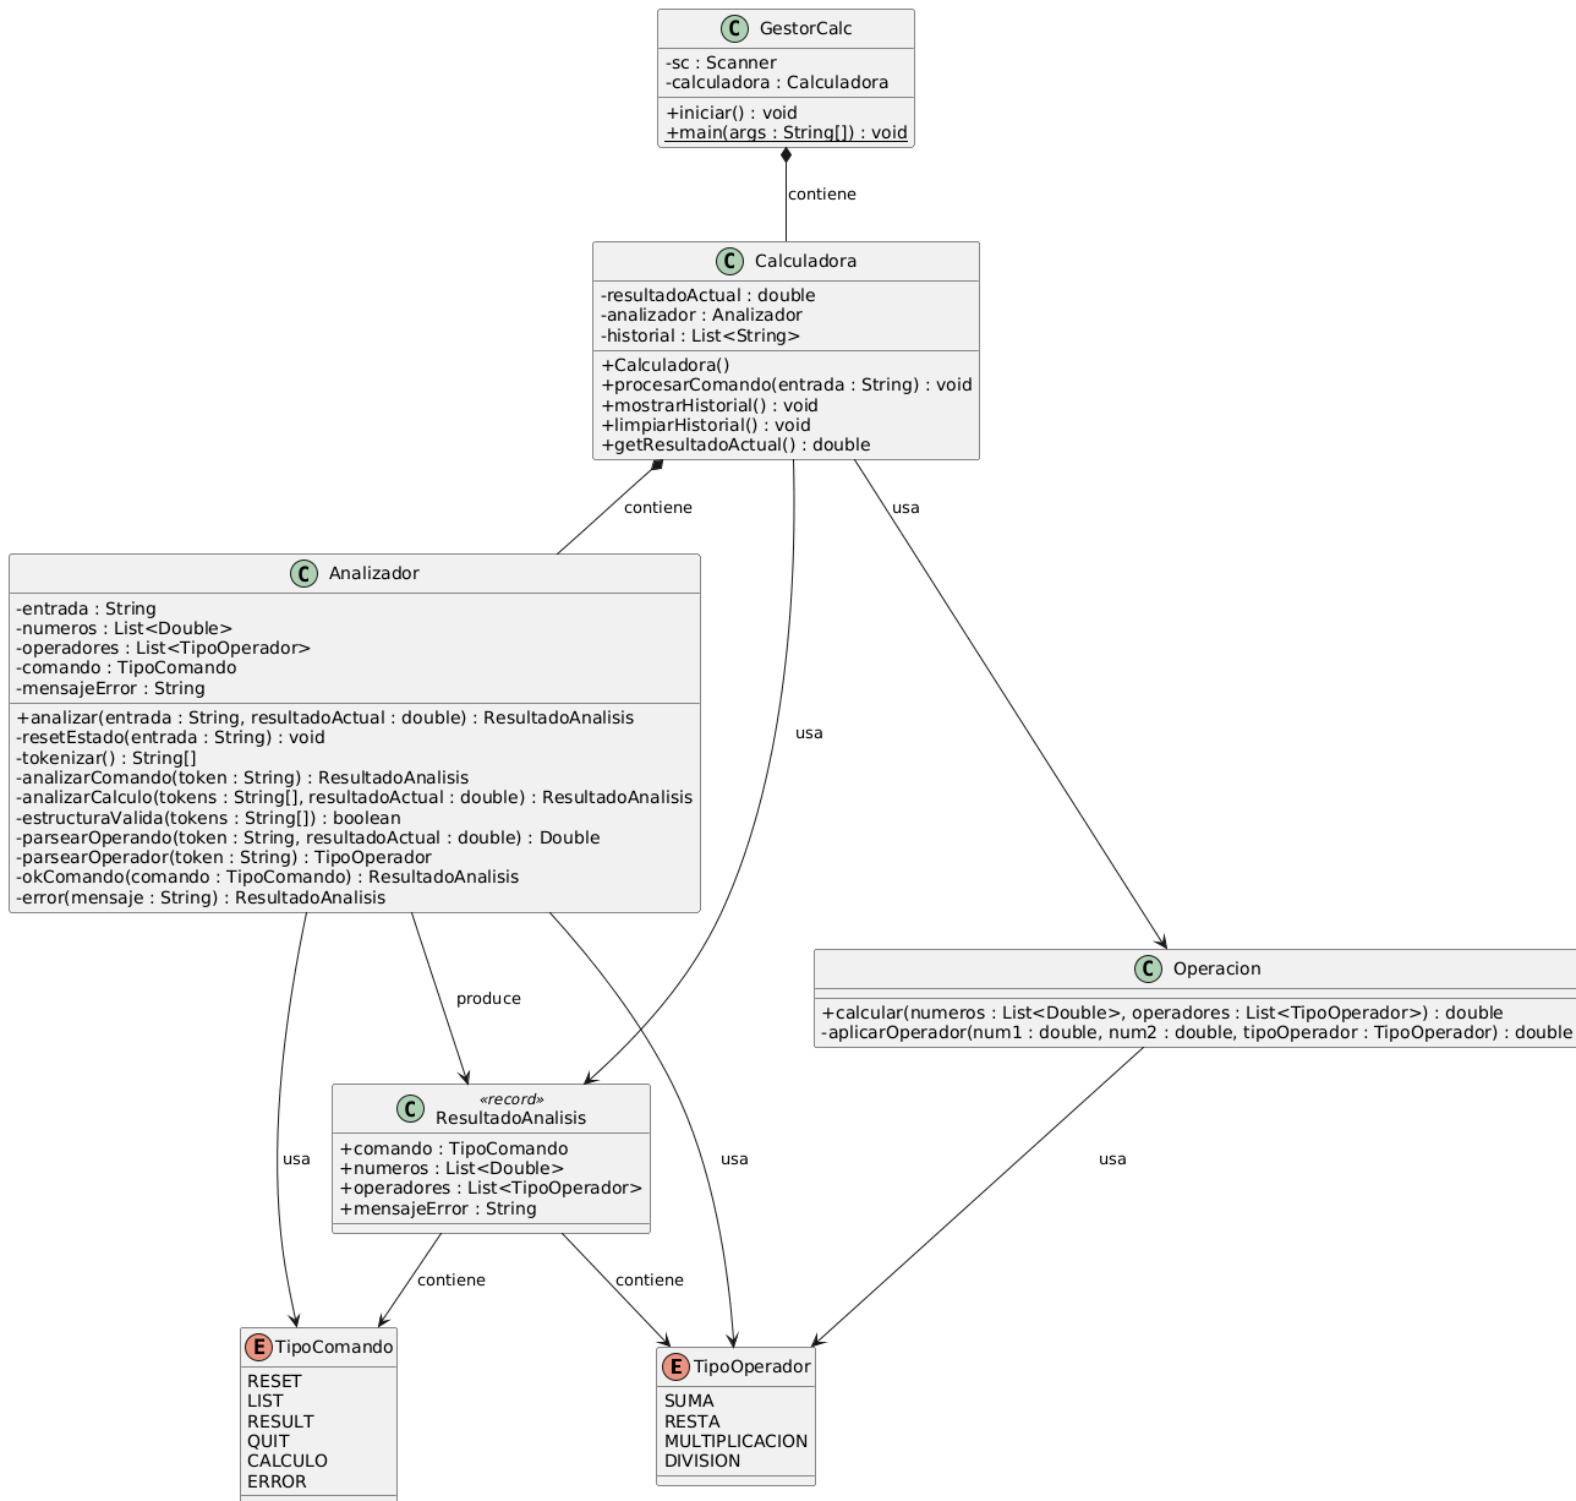 C GestorCalc
-sc : Scanner
-calculadora : Calculadora
+iniciar() : void
+main(args : String[]) : void
contiene
C Calculadora
-resultadoActual : double
-analizador : Analizador
-historial : List<String>
+Calculadora()
+procesarComando(entrada : String) : void
+mostrarHistorial() : void
+limpiarHistorial() : void
+getResultadoActual() : double
contiene
usa
C Analizador
-entrada : String
-numeros : List<Double>
-operadores : List<TipoOperador>
-comando : TipoComando
-mensajeError : String
+analizar(entrada : String, resultadoActual : double) : ResultadoAnalisis
-resetEstado(entrada : String) : void
-tokenizar() : String[]
-analizarComando(token : String) : ResultadoAnalisis
-analizarCalculo(tokens : String[], resultadoActual : double) : ResultadoAnalisis
-estructuraValida(tokens : String[]) : boolean
-parsearOperando(token : String, resultadoActual : double) : Double
-parsearOperador(token : String) : TipoOperador
-okComando(comando : TipoComando) : ResultadoAnalisis
-error(mensaje : String) : ResultadoAnalisis
usa
C Operacion
+calcular(numeros : List<Double>, operadores : List<TipoOperador>) : double
-aplicarOperador(num1 : double, num2 : double, tipoOperador : TipoOperador) : double
produce
C «record»
ResultadoAnalisis
+comando : TipoComando
+numeros : List<Double>
+operadores : List<TipoOperador>
+mensajeError : String
usa
usa
usa
contiene
contiene
E TipoComando
RESET
LIST
RESULT
QUIT
CALCULO
ERROR
E TipoOperador
SUMA
RESTA
MULTIPLICACION
DIVISION